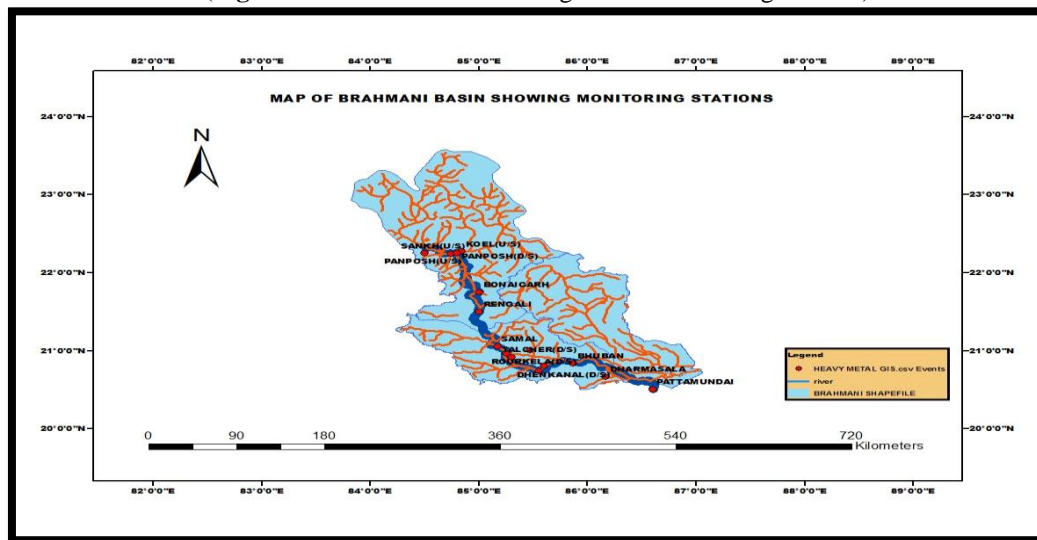 82°0'0"E 83°0'0"E 84°0'0"E 85°0'0"E 86°0'0"E 87°0'0"E 88°0'0"E 89°0'0"E
MAP OF BRAHMANI BASIN SHOWING MONITORING STATIONS
24°0'0"N 24°0'0"N
N
23°0'0"N 23°0'0"N
SANKH(U/S) KOEL(U/S)
PANPOSH(U/S) PANPOSH(D/S)
22°0'0"N 22°0'0"N
BONAIGARH
RENGALI
SAMAL
21°0'0"N 21°0'0"N
TALCHER(D/S)
ROURKELA(D/S) BHUBAN
DHENKANAL(D/S) DHARMASALA
PATTAMUNDAI
Legend
HEAVY METAL GIS.csv Events
river
BRAHMANI SHAPEFILE
20°0'0"N 20°0'0"N
0 90 180 360 540 720
Kilometers
82°0'0"E 83°0'0"E 84°0'0"E 85°0'0"E 86°0'0"E 87°0'0"E 88°0'0"E 89°0'0"E